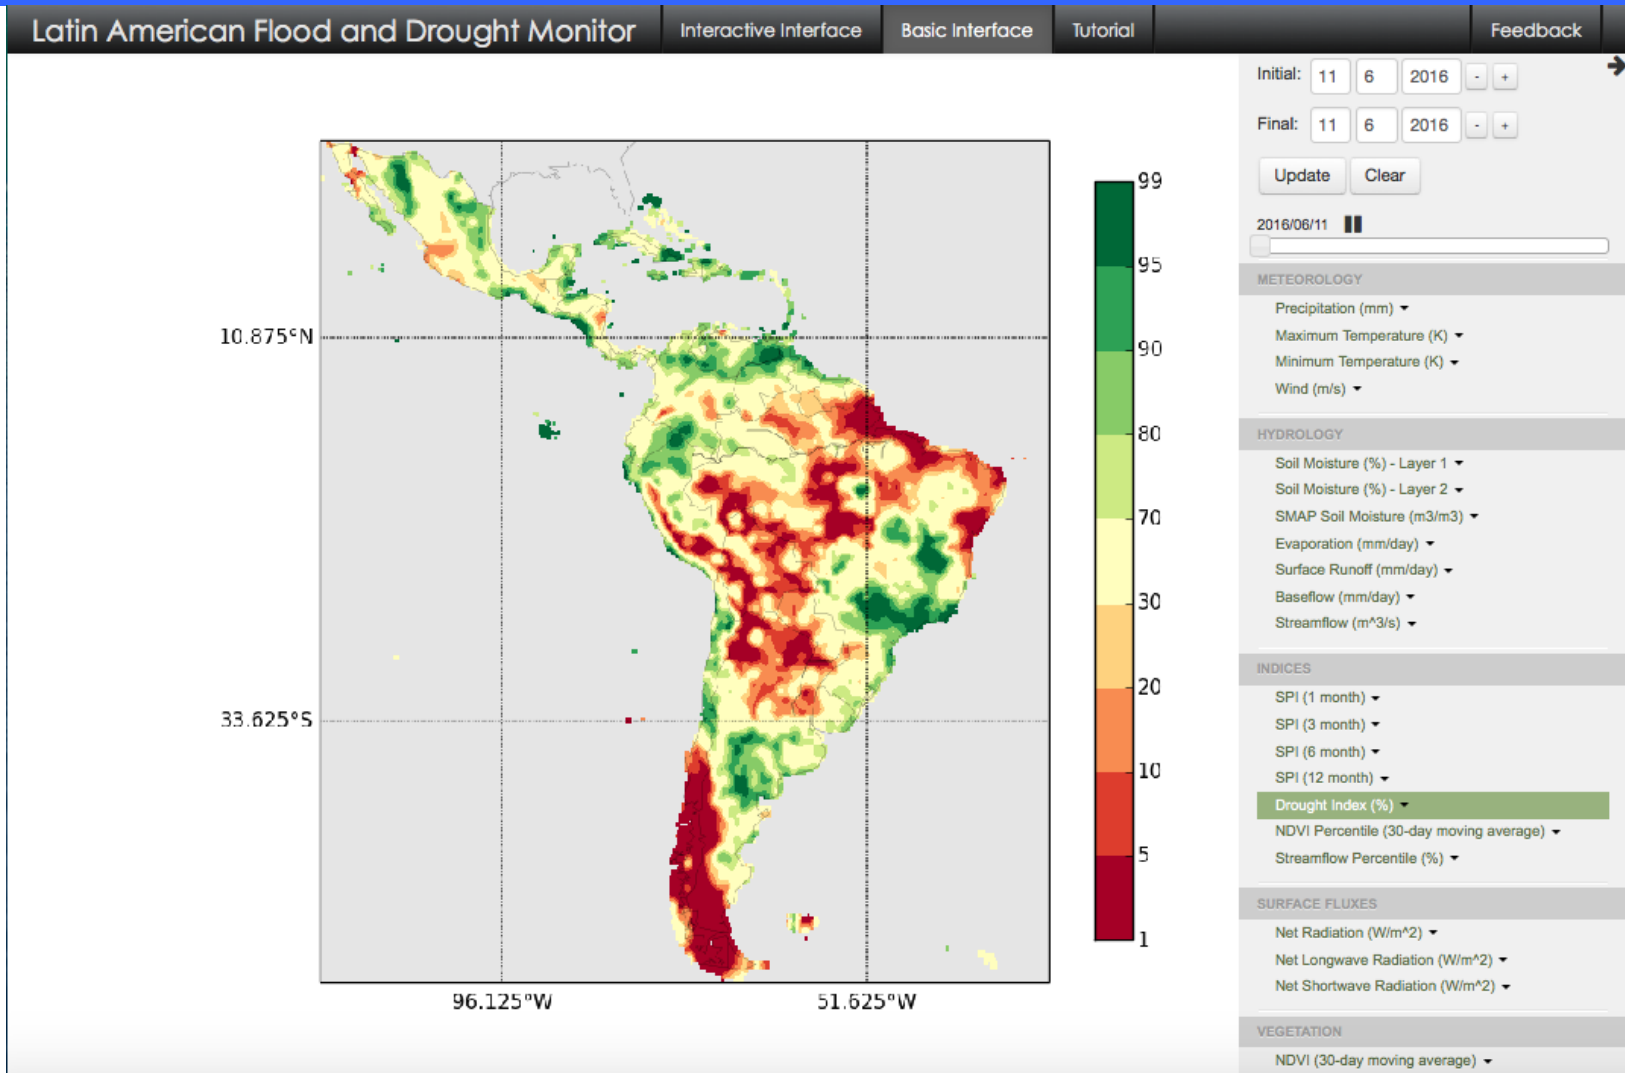 Latin American Flood and Drought Monitor Interactive Interface Basic Interface Tutorial Feedback
Initial: 11 6 2016 - +
Final: 11 6 2016 - +
Update Clear
2016/06/11
METEOROLOGY
Precipitation (mm)
Maximum Temperature (K)
Minimum Temperature (K)
Wind (m/s)
HYDROLOGY
Soil Moisture (%) - Layer 1
Soil Moisture (%) - Layer 2
SMAP Soil Moisture (m3/m3)
Evaporation (mm/day)
Surface Runoff (mm/day)
Baseflow (mm/day)
Streamflow (m^3/s)
INDICES
SPI (1 month)
SPI (3 month)
SPI (6 month)
SPI (12 month)
Drought Index (%)
NDVI Percentile (30-day moving average)
Streamflow Percentile (%)
SURFACE FLUXES
Net Radiation (W/m^2)
Net Longwave Radiation (W/m^2)
Net Shortwave Radiation (W/m^2)
VEGETATION
NDVI (30-day moving average)
10.875°N
33.625°S
96.125°W 51.625°W
99
95
90
80
70
30
20
10
5
1